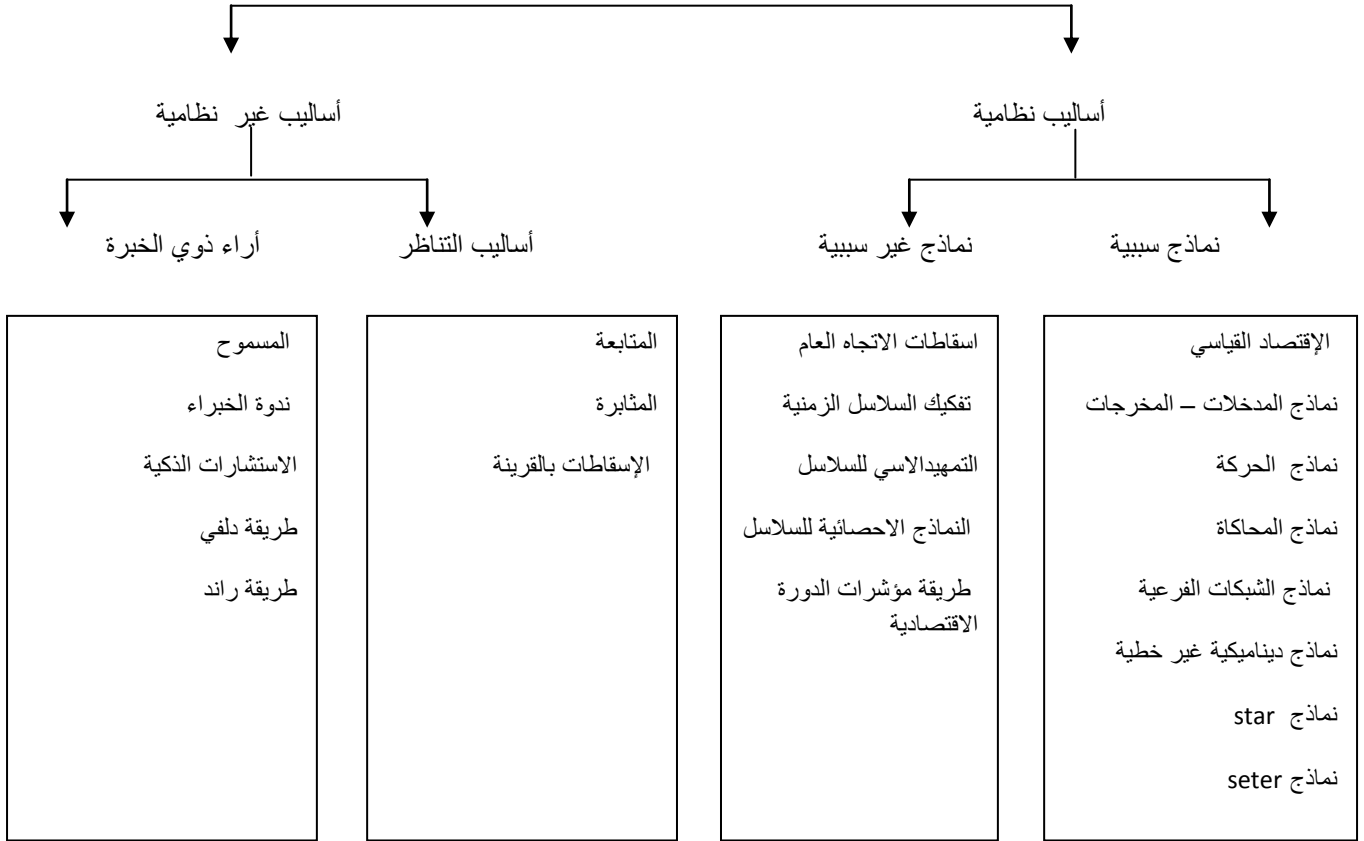 أساليب نظامية
أساليب غير نظامية
نماذج سببية
نماذج غير سببية
أساليب التناظر
أراء ذوي الخبرة
الإقتصاد القياسي
نماذج المدخلات – المخرجات
نماذج الحركة
نماذج المحاكاة
نماذج الشبكات الفرعية
نماذج ديناميكية غير خطية
نماذج star
نماذج seter
اسقاطات الاتجاه العام
تفكيك السلاسل الزمنية
التمهيدالاسي للسلاسل
النماذج الاحصائية للسلاسل
طريقة مؤشرات الدورة
الاقتصادية
المتابعة
المثابرة
الإسقاطات بالقرينة
المسموح
ندوة الخبراء
الاستشارات الذكية
طريقة دلفي
طريقة راند